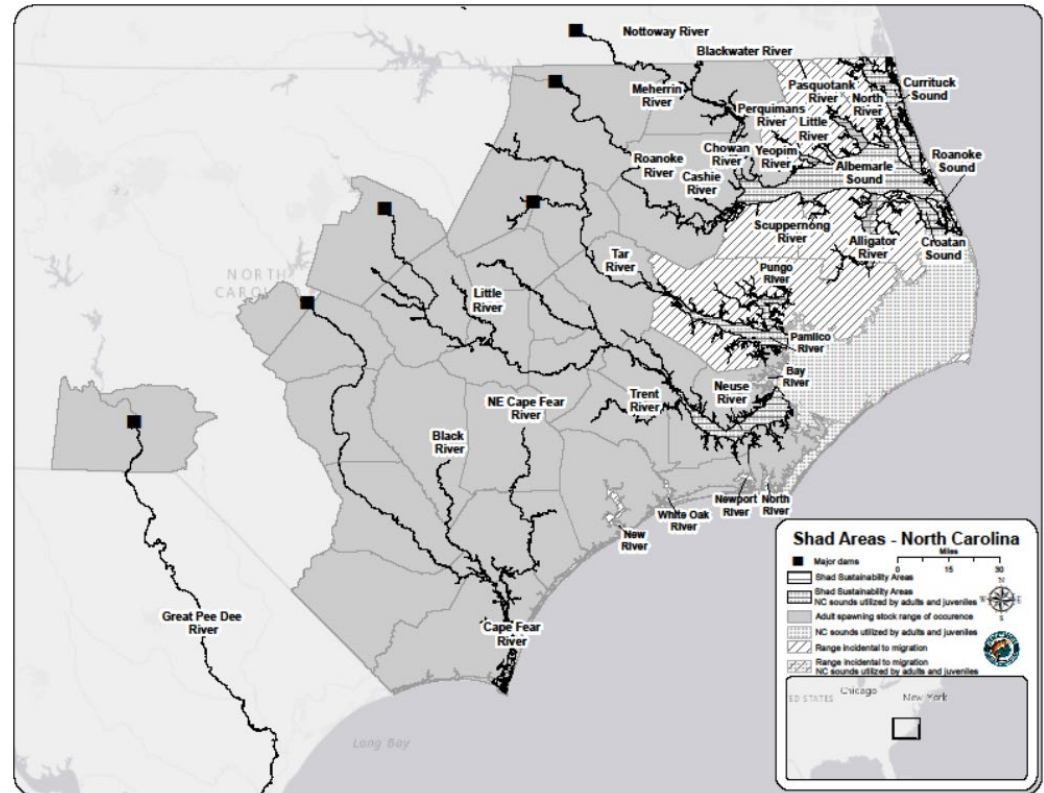 Nottoway River
Blackwater River
Meherrin
River
Pasquotank
River
North
River
Currituck
Sound
Perquimans
River
Little
River
Chowan
River
Yeopim
River
Roanoke
River
Cashie
River
Albemarle
Sound
Roanoke
Sound
Scuppernong
River
Alligator
River
Croatan
Sound
Tar
River
Pungo
River
NORTH
CAROLINA
Little
River
Pamlico
River
Bay
River
Neuse
River
Trent
River
NE Cape Fear
River
Black
River
Newport
River
North
River
White Oak
River
New
River
Great Pee Dee
River
Cape Fear
River
Long Bay
Shad Areas - North Carolina
Miles
0 15 30
N
W E
S
Major dams
Shad Sustainability Areas
Shad Sustainability Areas
NC sounds utilized by adults and juveniles
Adult spawning stock range of occurence
NC sounds utilized by adults and juveniles
Range incidental to migration
Range incidental to migration
NC sounds utilized by adults and juveniles
ED STATES
Chicago
New York